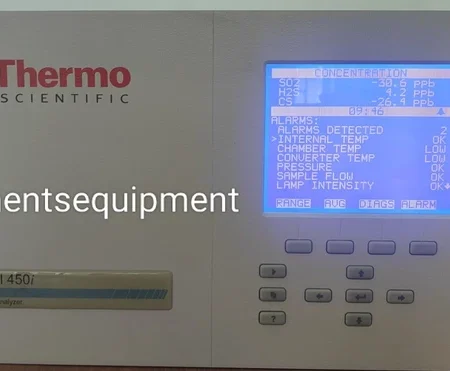 Thermo
SCIENTIFIC
CONCENTRATION
SO2 -30.6 PPb
H2S 4.2 PPb
CS -26.4 PPb
09:46
ALARMS:
ALARMS DETECTED 2
>INTERNAL TEMP OK
CHAMBER TEMP LOW
CONVERTER TEMP LOW
PRESSURE OK
SAMPLE FLOW OK
LAMP INTENSITY OK
RANGE AVG DIAGS ALARM
mentsequipment
450i
nalyzer
?